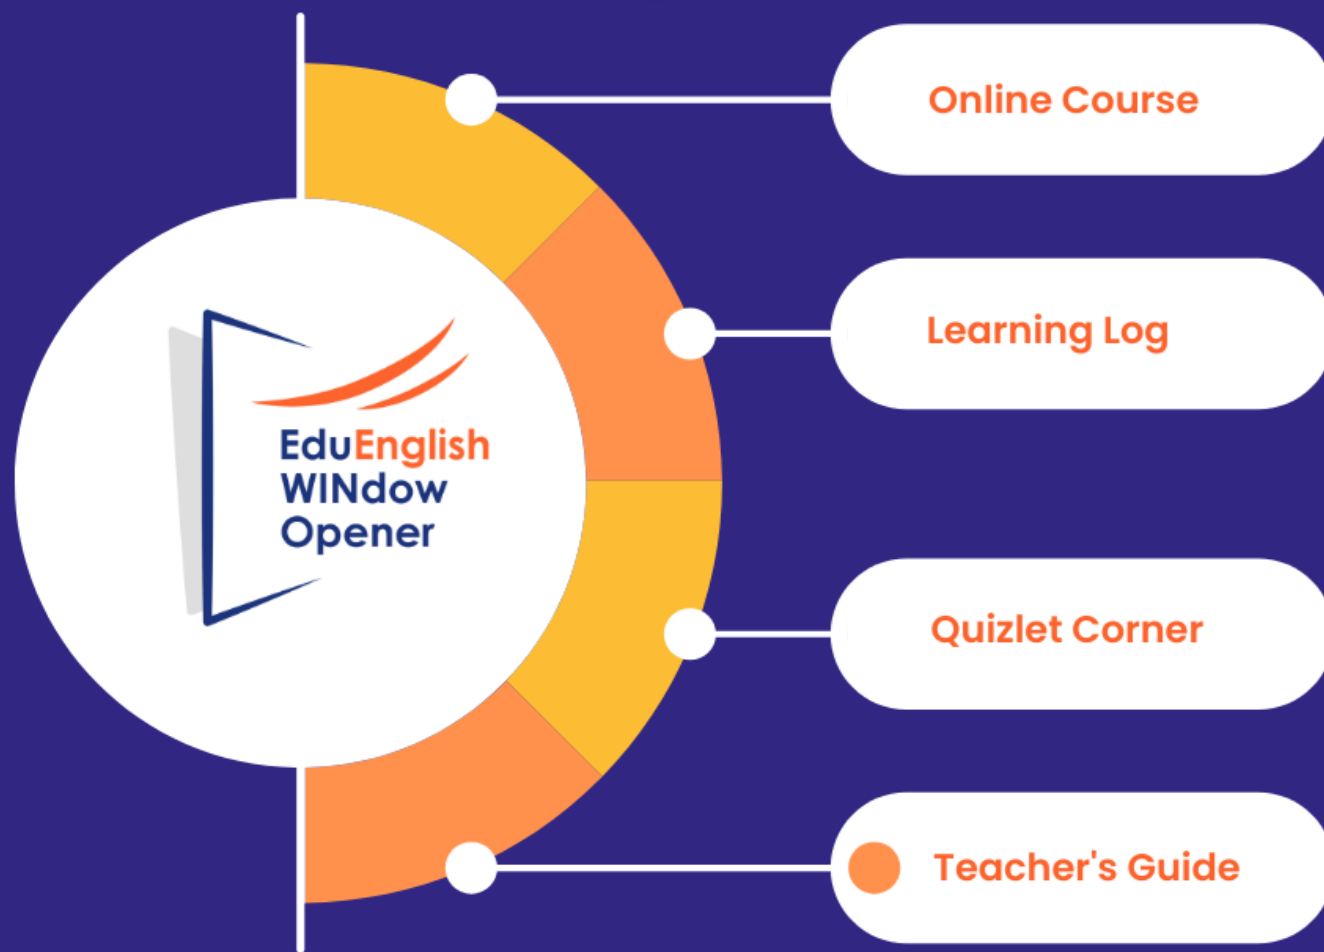 Online Course
Learning Log
EduEnglish
WINdow
Opener
Quizlet Corner
Teacher's Guide